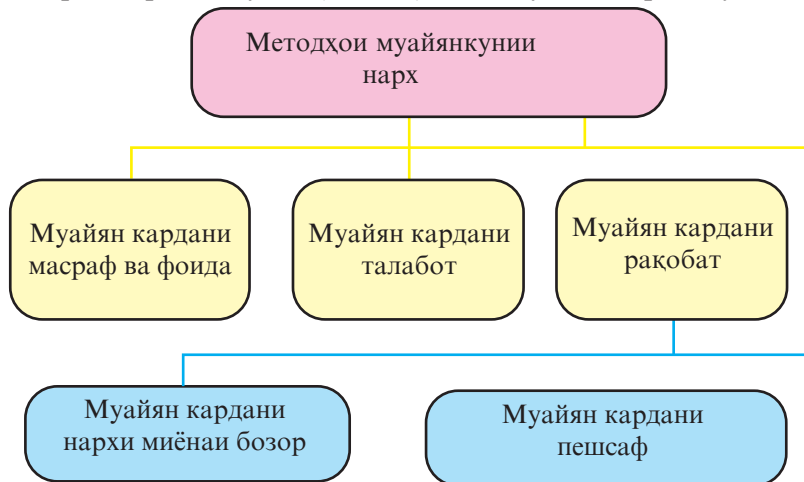 Методҳои муайянкунии
нарх
Муайян кардани
масраф ва фоида
Муайян кардани
талабот
Муайян кардани
рақобат
Муайян кардани
нархи миёнаи бозор
Муайян кардани
пешсаф